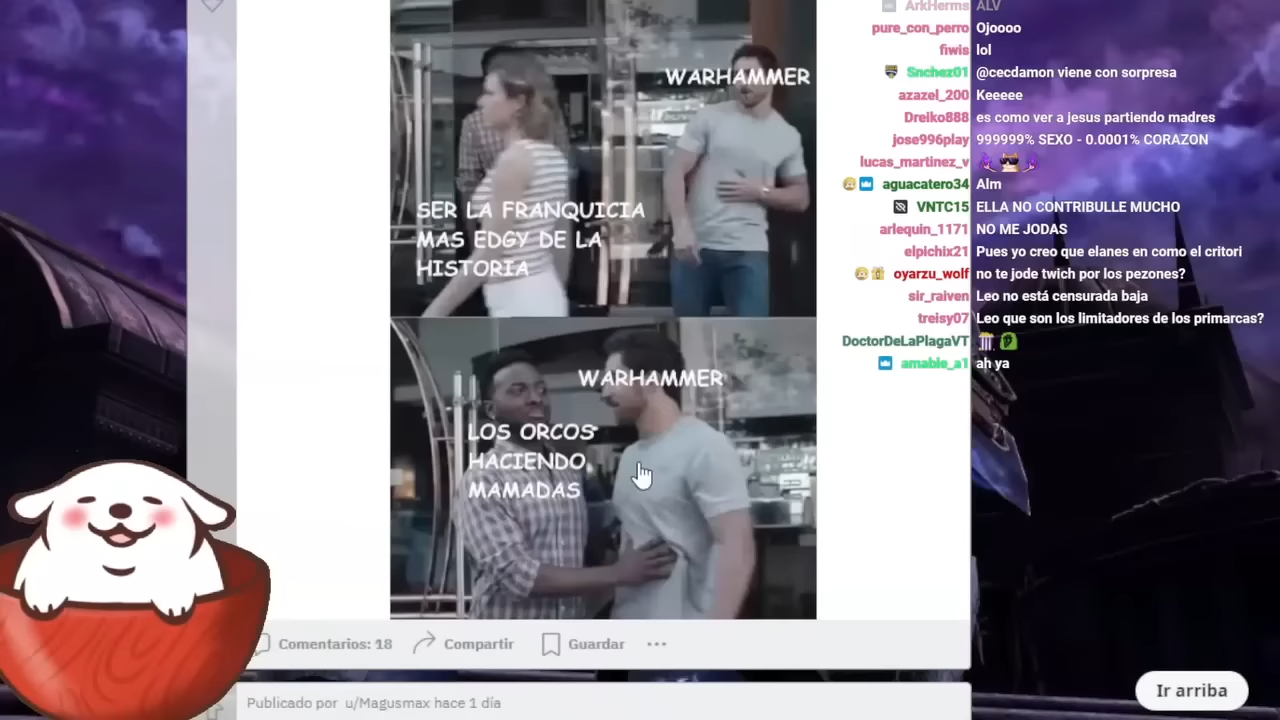 WARHAMMER
SER LA FRANQUICIA
MAS EDGY DE LA
HISTORIA
WARHAMMER
LOS ORCOS
HACIENDO
MAMADAS
Comentarios: 18
Compartir
Guardar
Publicado por u/Magusmax hace 1 día
ArkHerms ALV
pure_con_perro Ojoooo
fiwis lol
Snchez01 @cecdamon viene con sorpresa
azazel_200 Keeeee
Dreiko888 es como ver a jesus partiendo madres
jose996play 999999% SEXO - 0.0001% CORAZON
lucas_martinez_v
aguacatero34 Alm
VNTC15 ELLA NO CONTRIBULLE MUCHO
arlequin_1171 NO ME JODAS
elpichix21 Pues yo creo que elanes en como el critori
oyarzu_wolf no te jode twich por los pezones?
sir_raiven Leo no está censurada baja
treisy07 Leo que son los limitadores de los primarcas?
DoctorDeLaPlagaVT
amable_a1 ah ya
Ir arriba